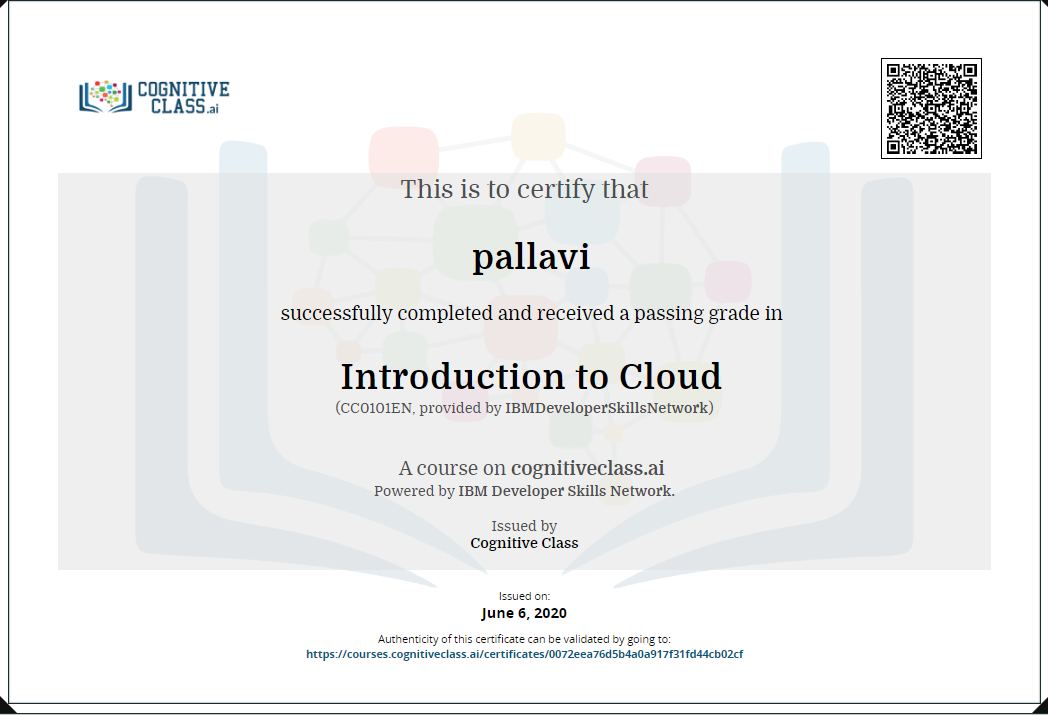 COGNITIVE
CLASS.ai
This is to certify that
pallavi
successfully completed and received a passing grade in
Introduction to Cloud
(CC0101EN, provided by IBMDeveloperSkillsNetwork)
A course on cognitiveclass.ai
Powered by IBM Developer Skills Network.
Issued by
Cognitive Class
Issued on:
June 6, 2020
Authenticity of this certificate can be validated by going to:
https://courses.cognitiveclass.ai/certificates/0072eea76d5b4a0a917f31fd44cb02cf